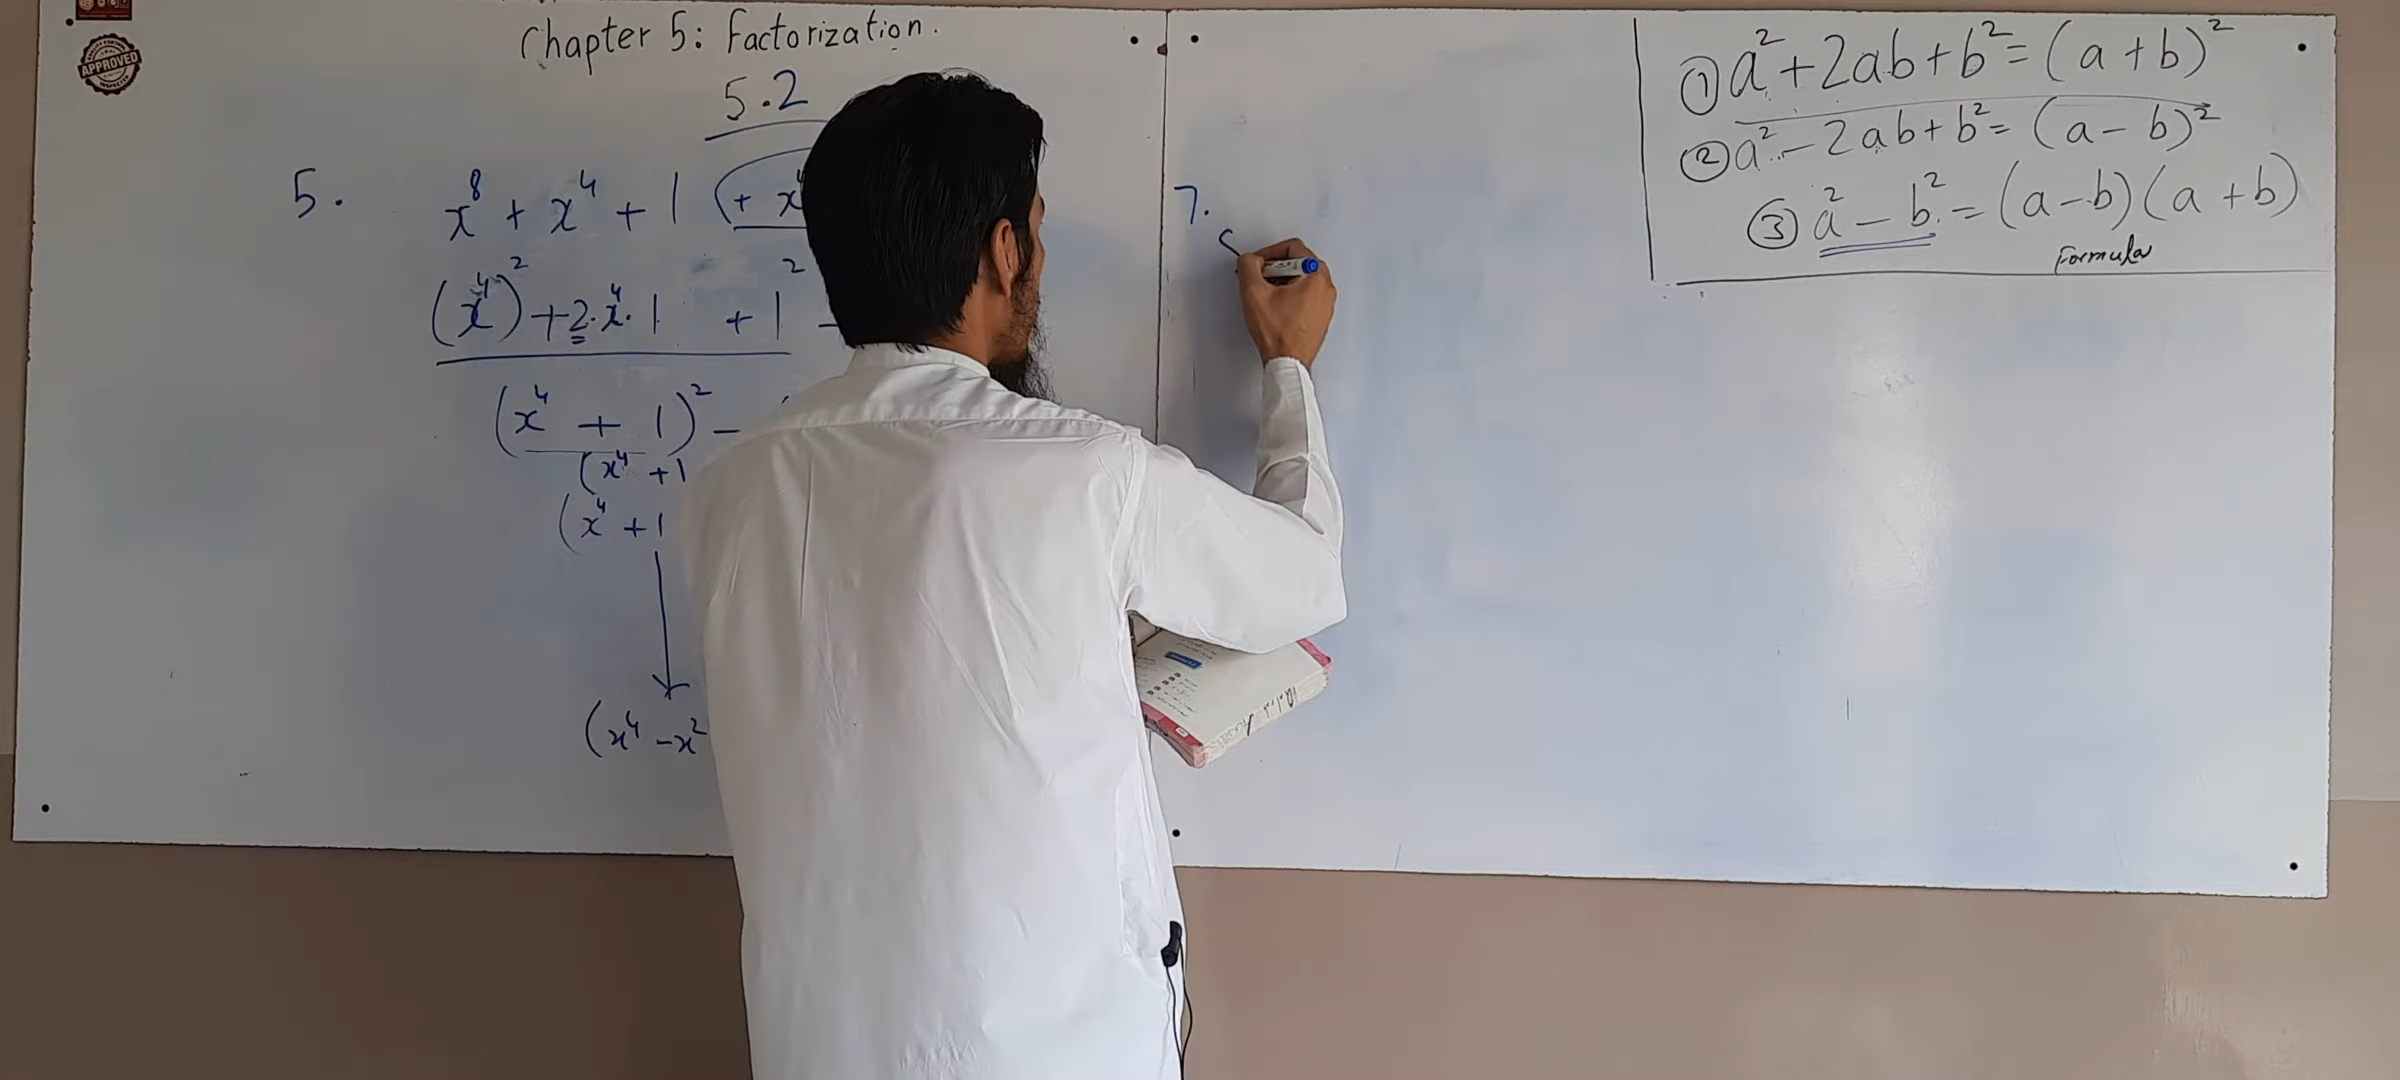 Chapter 5: Factorization.
5.2
5. x⁸ + x⁴ + 1 (+ x⁴
(x⁴)² + 2·x⁴·1 + 1² −
(x⁴ + 1)² −
(x⁴ + 1
(x⁴ + 1
(x⁴ − x²
APPROVED
7.
① a² + 2ab + b² = (a + b)²
② a² − 2ab + b² = (a − b)²
③ a² − b² = (a − b)(a + b)
Formula